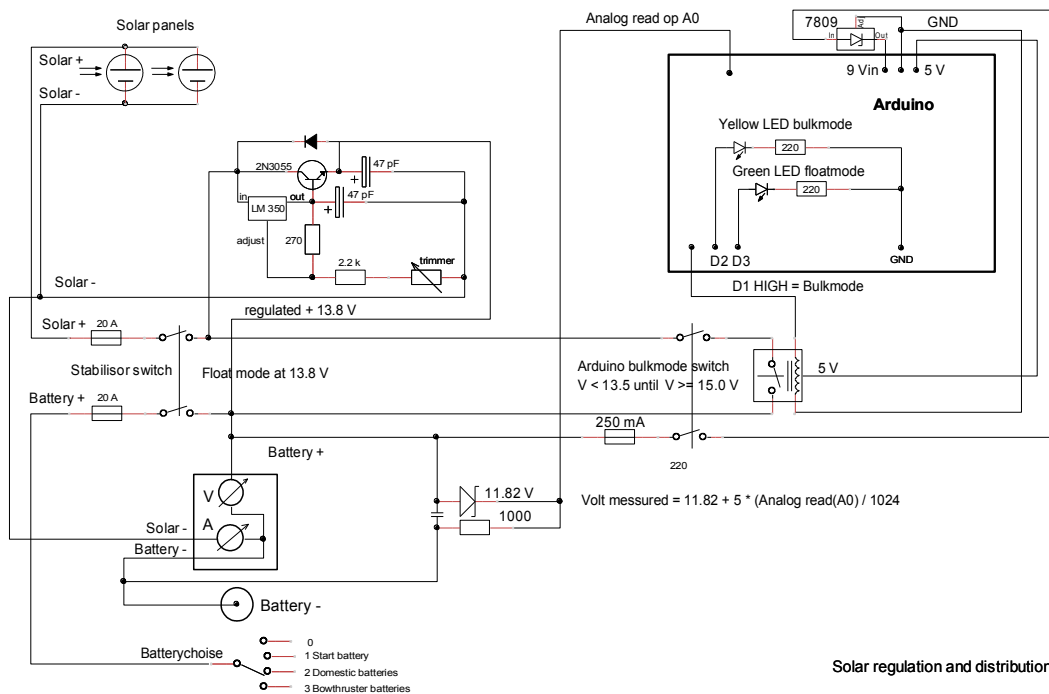 Solar panels
Solar +
Solar -
Analog read op A0
7809
Adj
In
Out
GND
9 Vin
5 V
Arduino
Yellow LED bulkmode
220
Green LED floatmode
220
D2 D3
GND
D1 HIGH = Bulkmode
2N3055
47 pF
+
in
out
47 pF
+
LM 350
adjust
270
2.2 k
trimmer
Solar -
regulated + 13.8 V
Solar +
20 A
Stabilisor switch
Float mode at 13.8 V
Arduino bulkmode switch
V < 13.5 until V >= 15.0 V
5 V
Battery +
20 A
250 mA
220
Battery +
V
A
11.82 V
1000
Volt messured = 11.82 + 5 * (Analog read(A0) / 1024
Solar -
Battery -
Battery -
Batterychoise
0
1 Start battery
2 Domestic batteries
3 Bowthruster batteries
Solar regulation and distribution